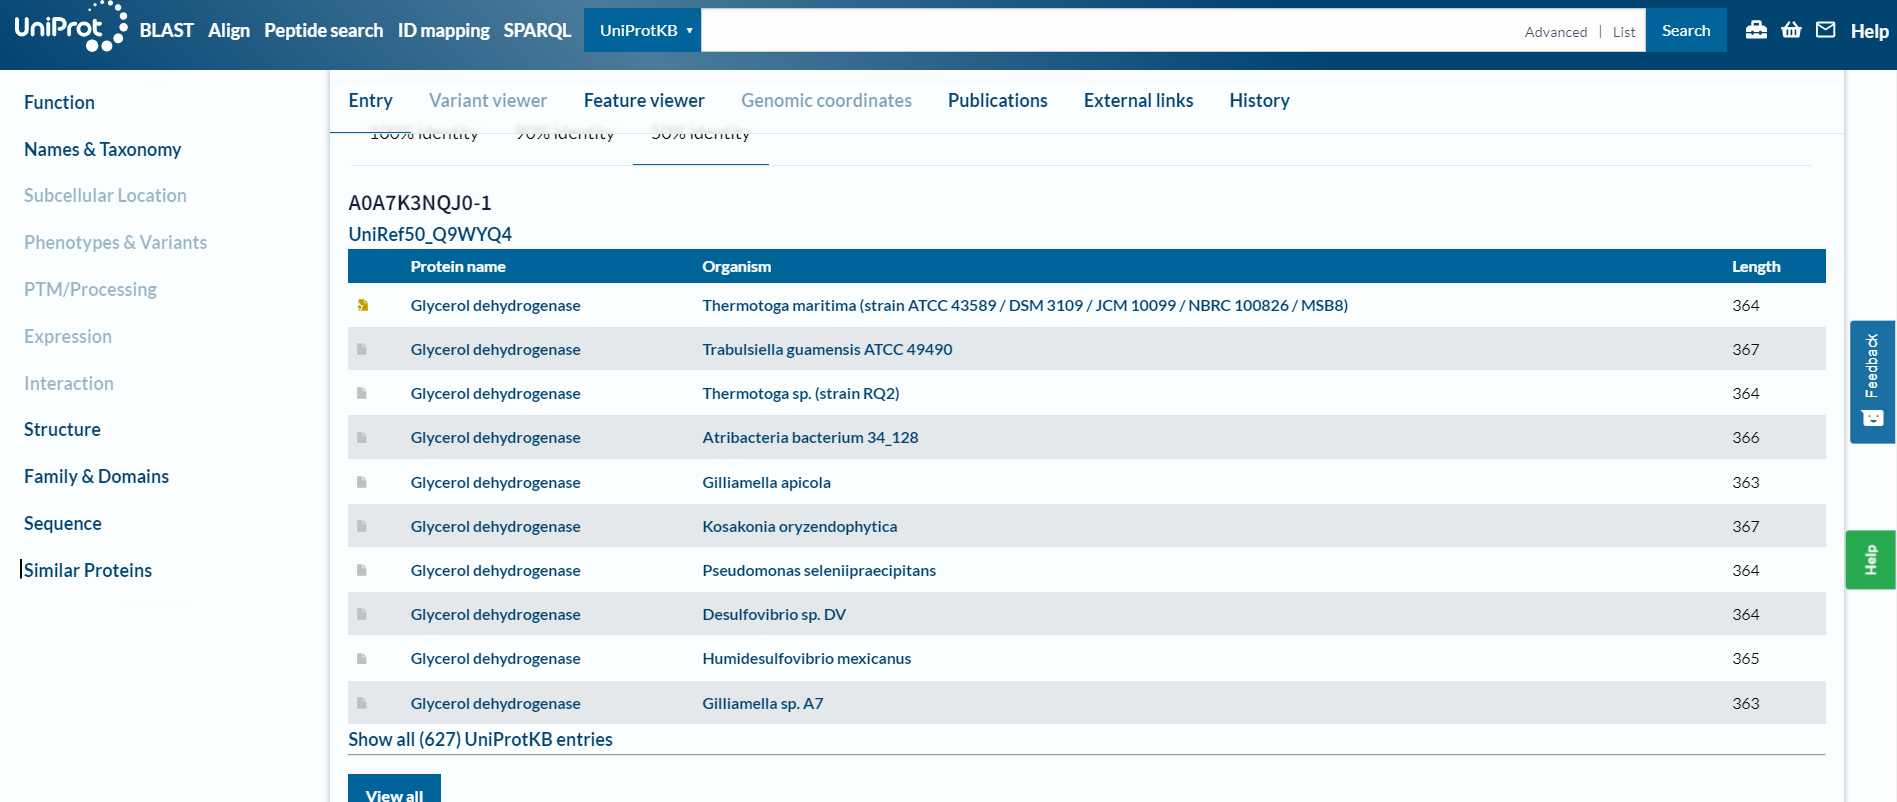 UniProt BLAST Align Peptide search ID mapping SPARQL UniProtKB Advanced | List Search Help
Function
Names & Taxonomy
Subcellular Location
Phenotypes & Variants
PTM/Processing
Expression
Interaction
Structure
Family & Domains
Sequence
Similar Proteins
Entry Variant viewer Feature viewer Genomic coordinates Publications External links History
100% identity 90% identity 50% identity
A0A7K3NQJ0-1
UniRef50_Q9WYQ4
Protein name Organism Length
Glycerol dehydrogenase Thermotoga maritima (strain ATCC 43589 / DSM 3109 / JCM 10099 / NBRC 100826 / MSB8) 364
Glycerol dehydrogenase Trabulsiella guamensis ATCC 49490 367
Glycerol dehydrogenase Thermotoga sp. (strain RQ2) 364
Glycerol dehydrogenase Atribacteria bacterium 34_128 366
Glycerol dehydrogenase Gilliamella apicola 363
Glycerol dehydrogenase Kosakonia oryzendophytica 367
Glycerol dehydrogenase Pseudomonas seleniipraecipitans 364
Glycerol dehydrogenase Desulfovibrio sp. DV 364
Glycerol dehydrogenase Humidesulfovibrio mexicanus 365
Glycerol dehydrogenase Gilliamella sp. A7 363
Show all (627) UniProtKB entries
View all
Feedback
Help